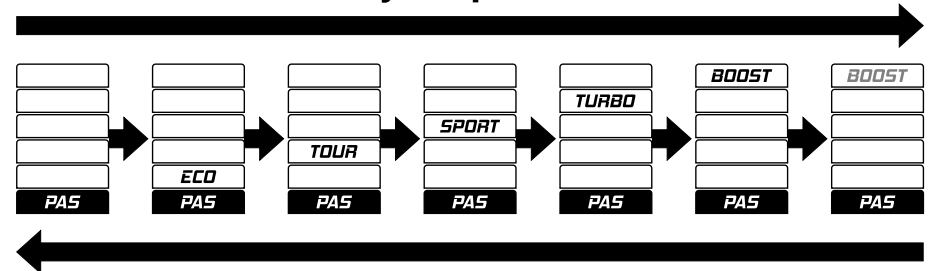 BOOST BOOST
TURBO
SPORT
TOUR
ECO
PAS PAS PAS PAS PAS PAS PAS